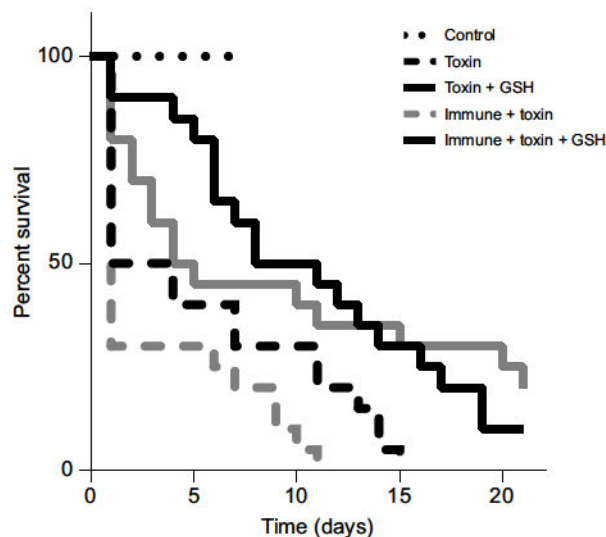 Control
Toxin
Toxin + GSH
Immune + toxin
Immune + toxin + GSH
100
50
0
Percent survival
0 5 10 15 20
Time (days)